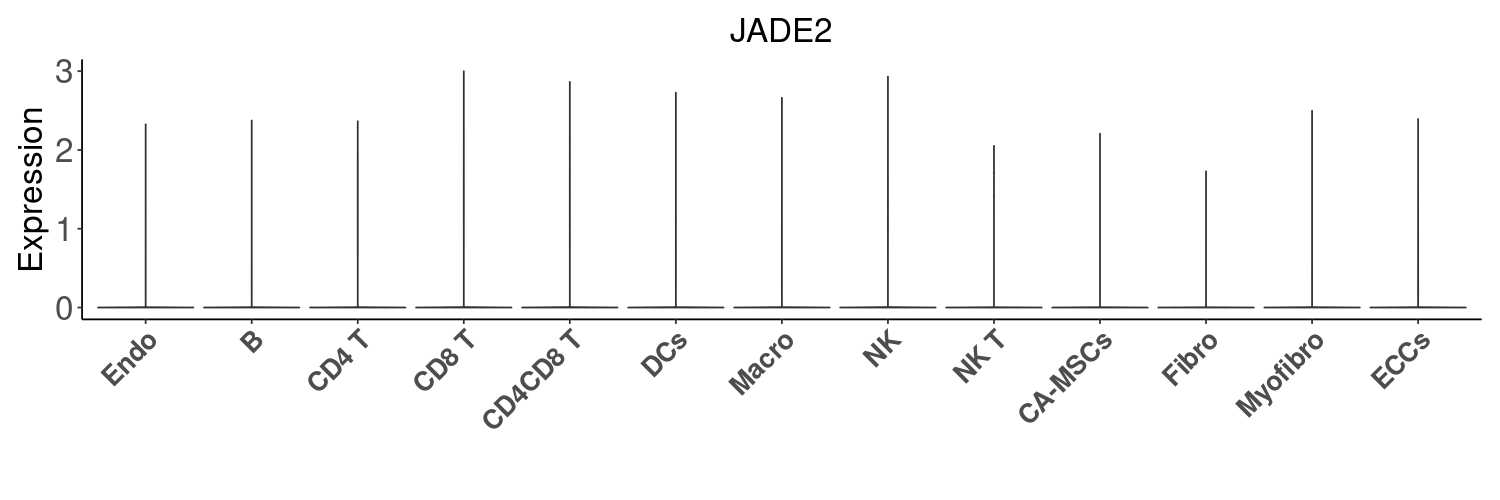 JADE2
Expression
3
2
1
0
Endo
B
CD4 T
CD8 T
CD4CD8 T
DCs
Macro
NK
NK T
CA-MSCs
Fibro
Myofibro
ECCs